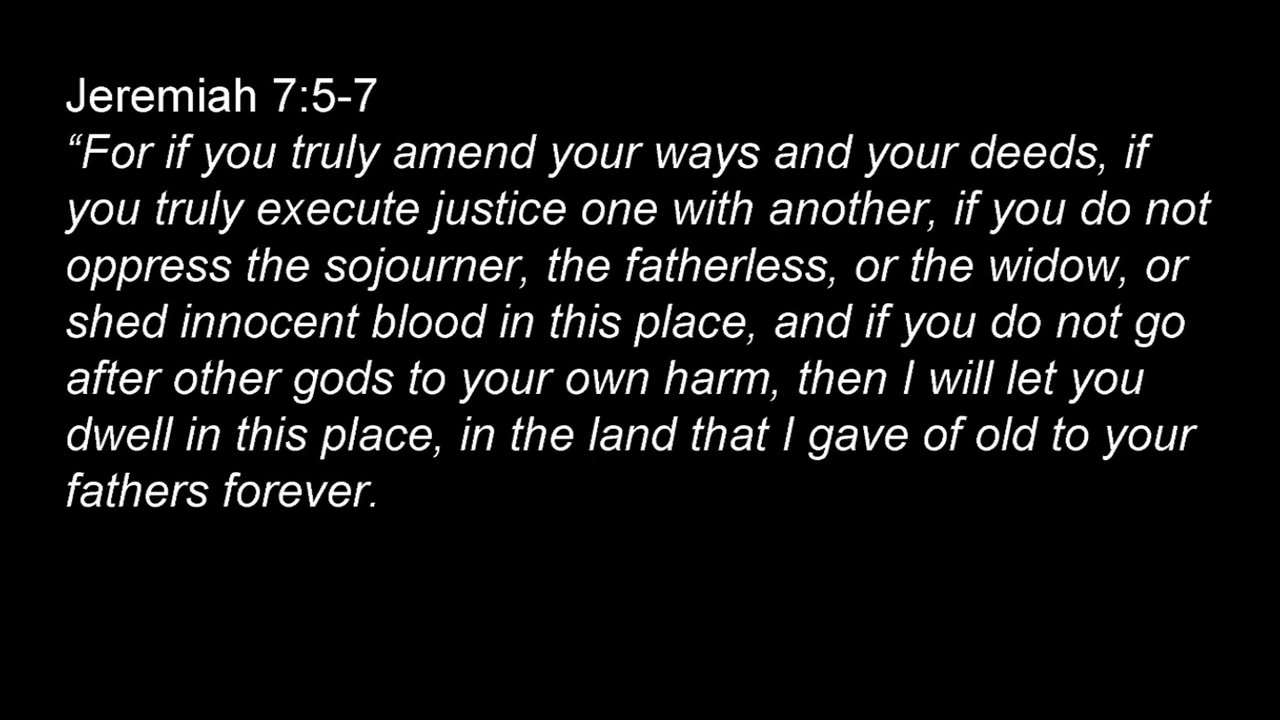 Jeremiah 7:5-7
“For if you truly amend your ways and your deeds, if
you truly execute justice one with another, if you do not
oppress the sojourner, the fatherless, or the widow, or
shed innocent blood in this place, and if you do not go
after other gods to your own harm, then I will let you
dwell in this place, in the land that I gave of old to your
fathers forever.